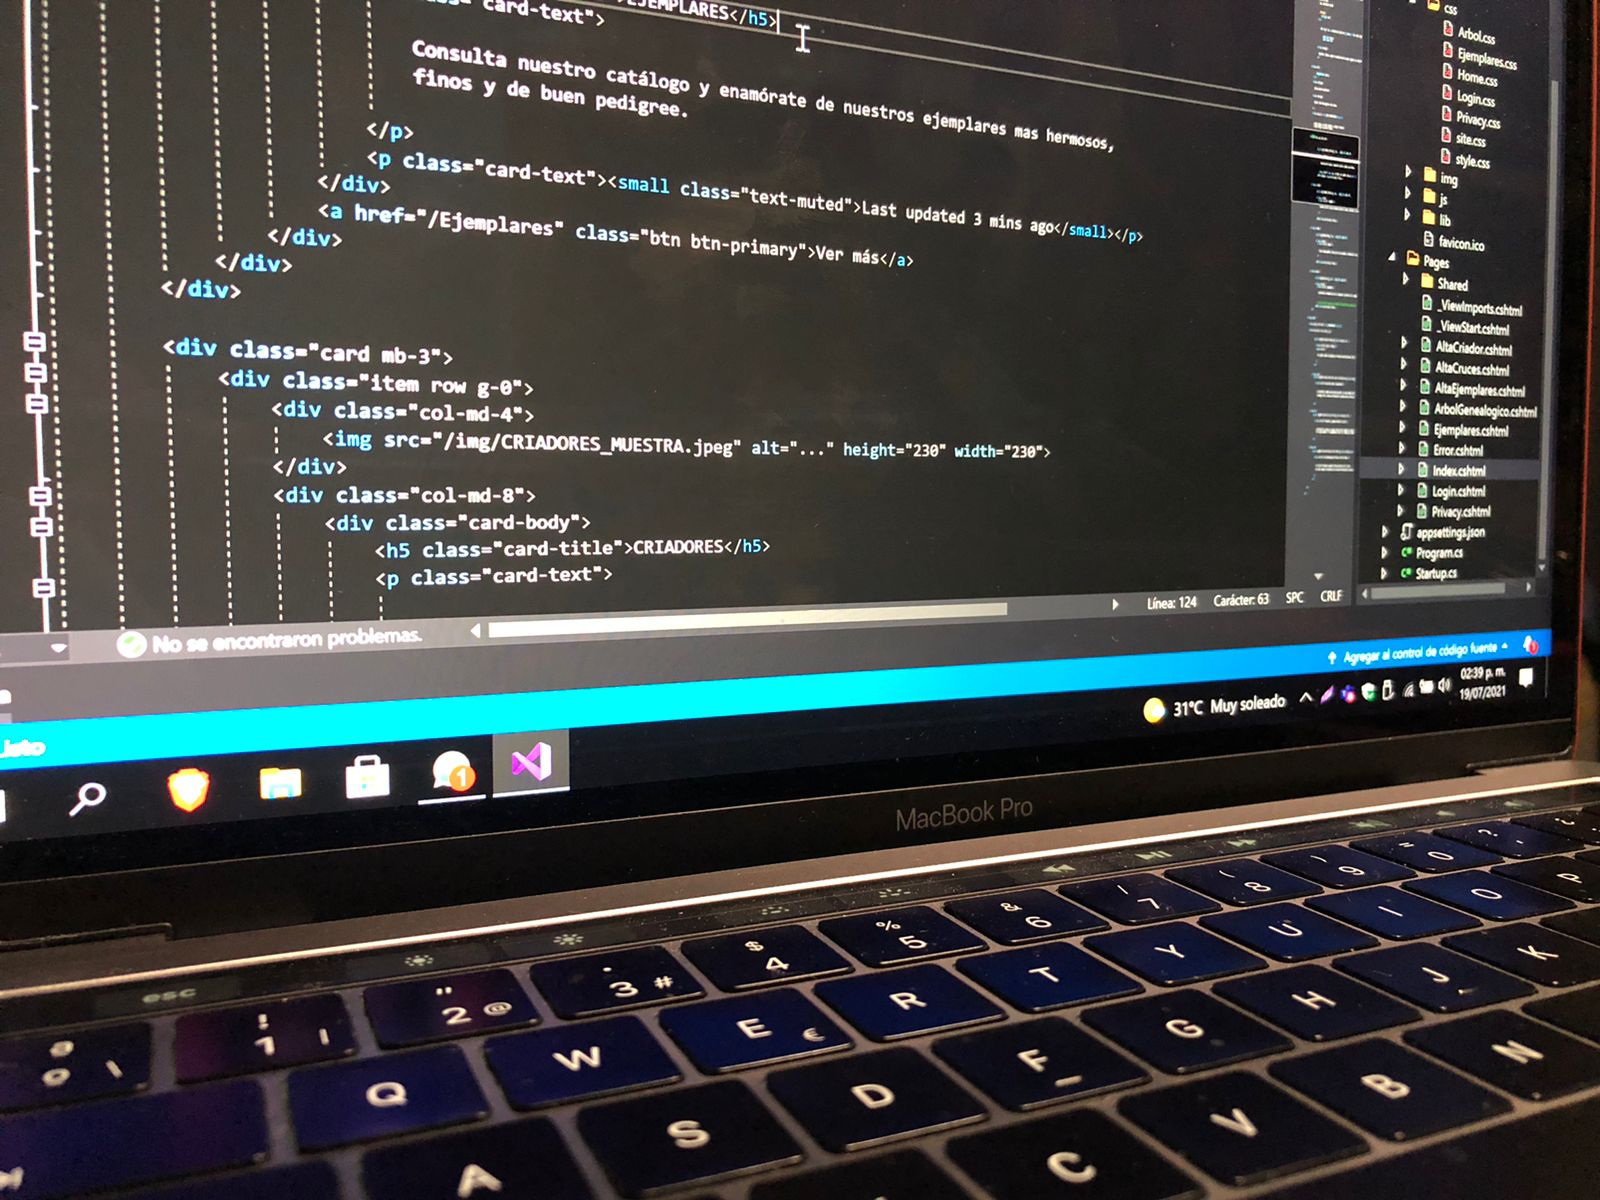 EJEMPLARES</h5>
card-text">
Consulta nuestro catálogo y enamórate de nuestros ejemplares mas hermosos,
finos y de buen pedigree.
</p>
<p class="card-text"><small class="text-muted">Last updated 3 mins ago</small></p>
</div>
<a href="/Ejemplares" class="btn btn-primary">Ver más</a>
</div>
</div>
</div>
<div class="card mb-3">
<div class="item row g-0">
<div class="col-md-4">
<img src="/img/CRIADORES_MUESTRA.jpeg" alt="..." height="230" width="230">
</div>
<div class="col-md-8">
<div class="card-body">
<h5 class="card-title">CRIADORES</h5>
<p class="card-text">
css
Arbol.css
Ejemplares.css
Home.css
Login.css
Privacy.css
site.css
style.css
img
js
lib
favicon.ico
Pages
Shared
_ViewImports.cshtml
_ViewStart.cshtml
AltaCriador.cshtml
AltaCruces.cshtml
AltaEjemplares.cshtml
ArbolGenealogico.cshtml
Ejemplares.cshtml
Error.cshtml
Index.cshtml
Login.cshtml
Privacy.cshtml
appsettings.json
C# Program.cs
C# Startup.cs
No se encontraron problemas.
Línea: 124 Carácter: 63 SPC CRLF
Agregar al control de código fuente
Listo
1
31°C Muy soleado
02:39 p. m.
19/07/2021
MacBook Pro
esc
º ª \
! 1 |
" 2 @
· 3 #
$ 4
% 5
& 6
/ 7
( 8
) 9
= 0
Q W E € R T Y U I O P
A S D F G H J K
C V B N